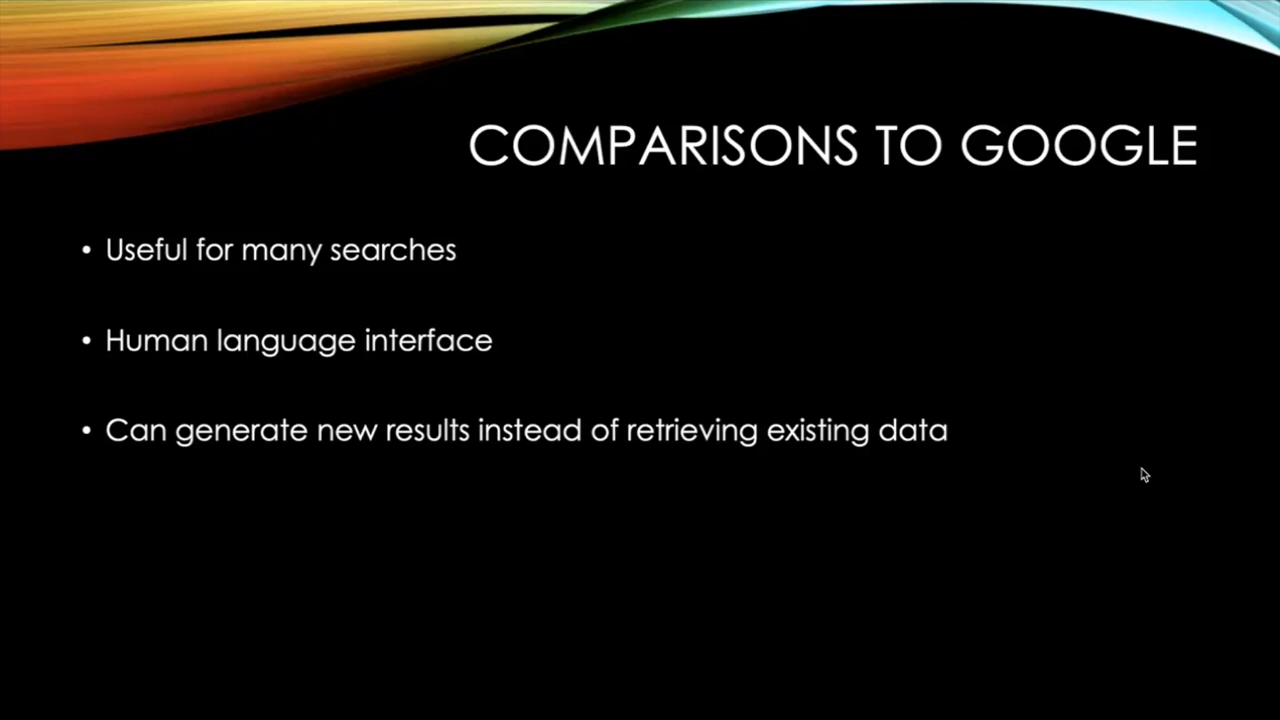 COMPARISONS TO GOOGLE
• Useful for many searches
• Human language interface
• Can generate new results instead of retrieving existing data